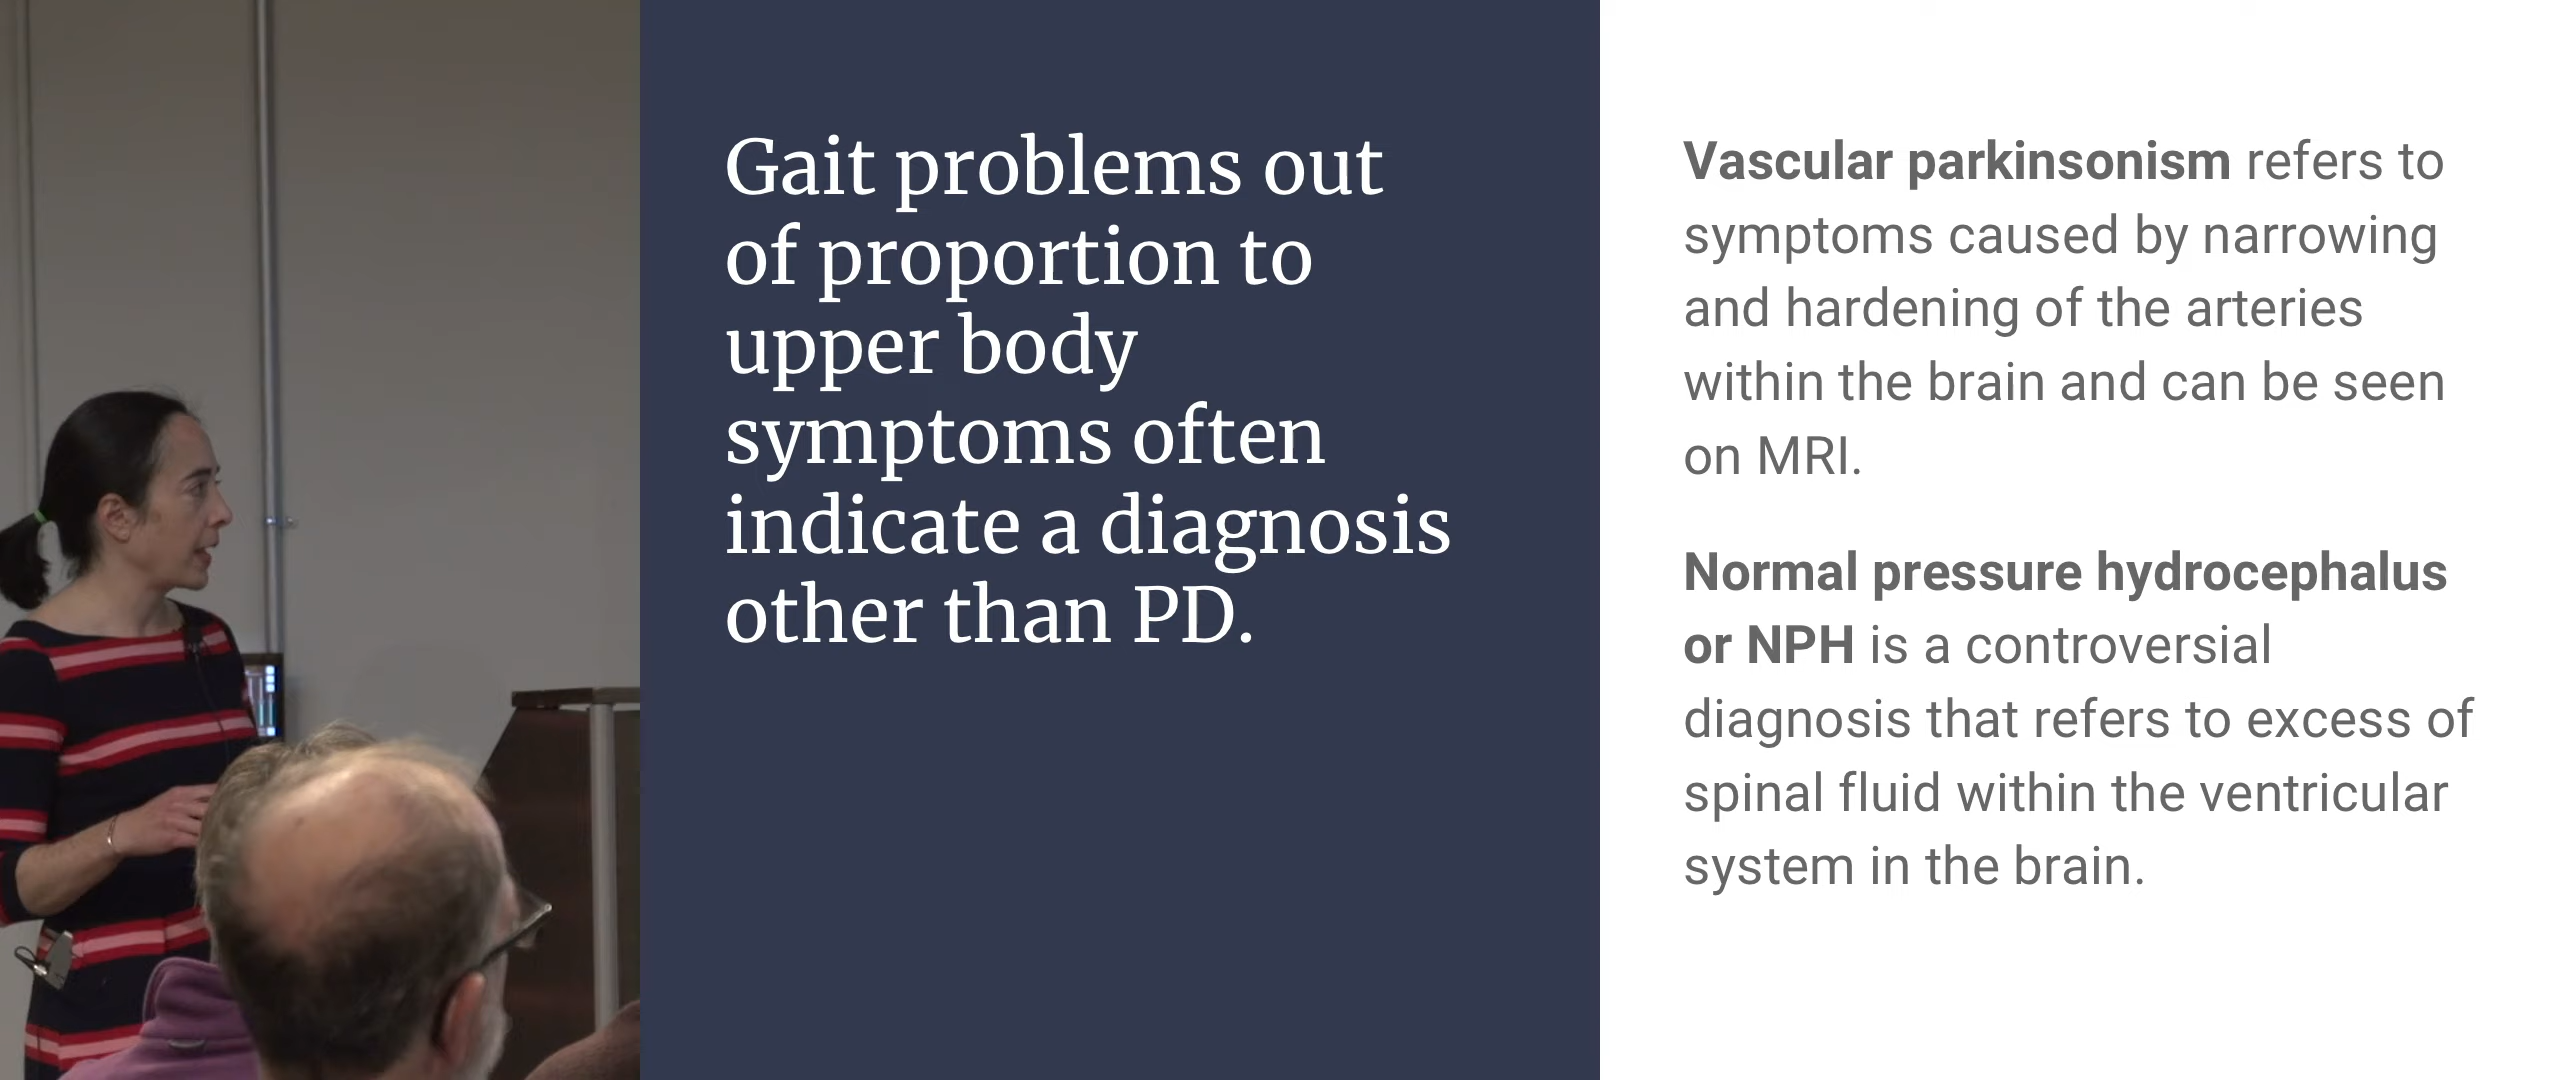 Gait problems out
of proportion to
upper body
symptoms often
indicate a diagnosis
other than PD.
Vascular parkinsonism refers to
symptoms caused by narrowing
and hardening of the arteries
within the brain and can be seen
on MRI.
Normal pressure hydrocephalus
or NPH is a controversial
diagnosis that refers to excess of
spinal fluid within the ventricular
system in the brain.